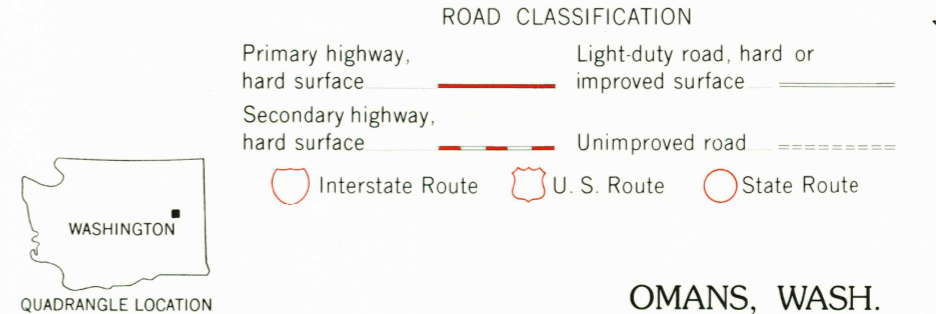 ROAD CLASSIFICATION
Primary highway,
hard surface
Light-duty road, hard or
improved surface
Secondary highway,
hard surface
Unimproved road
Interstate Route
U. S. Route
State Route
WASHINGTON
QUADRANGLE LOCATION
OMANS, WASH.